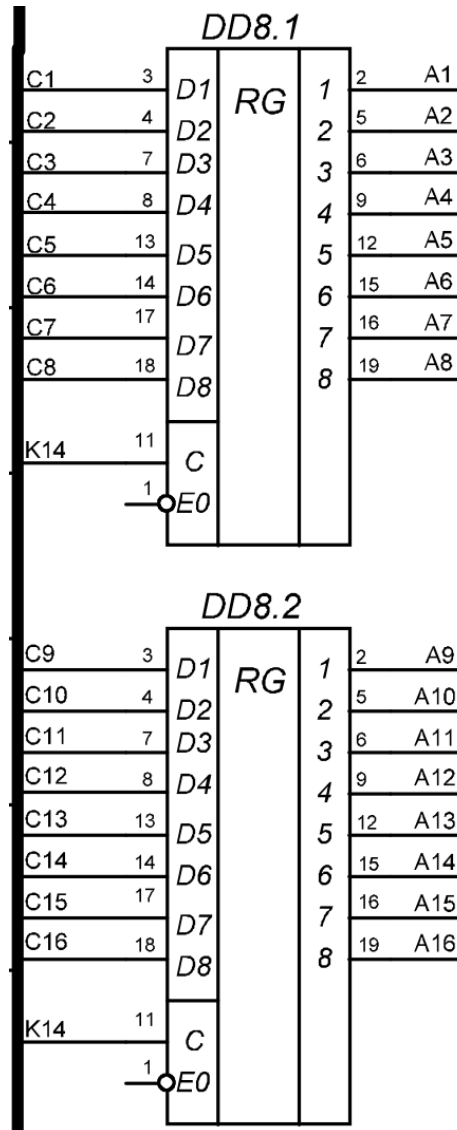 DD8.1
C1 3 D1 RG 1 2 A1
C2 4 D2 2 5 A2
C3 7 D3 3 6 A3
C4 8 D4 4 9 A4
C5 13 D5 5 12 A5
C6 14 D6 6 15 A6
C7 17 D7 7 16 A7
C8 18 D8 8 19 A8
K14 11 C
1 E0
DD8.2
C9 3 D1 RG 1 2 A9
C10 4 D2 2 5 A10
C11 7 D3 3 6 A11
C12 8 D4 4 9 A12
C13 13 D5 5 12 A13
C14 14 D6 6 15 A14
C15 17 D7 7 16 A15
C16 18 D8 8 19 A16
K14 11 C
1 E0